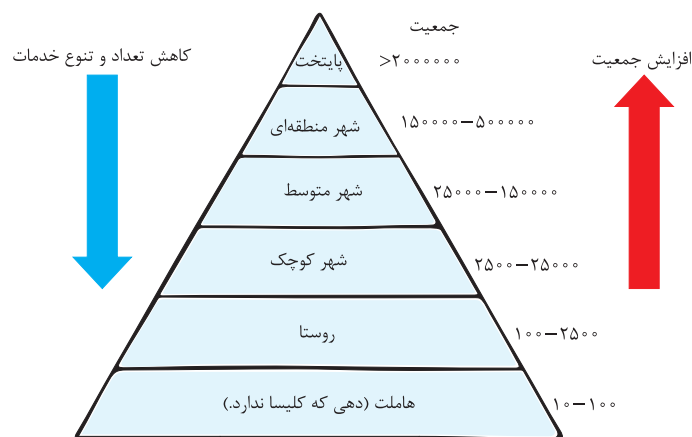 جمعیت
کاهش تعداد و تنوع خدمات
افزایش جمعیت
پایتخت
>۲۰۰۰۰۰۰
شهر منطقه‌ای
۱۵۰۰۰۰–۵۰۰۰۰۰
شهر متوسط
۲۵۰۰۰–۱۵۰۰۰۰
شهر کوچک
۲۵۰۰–۲۵۰۰۰
روستا
۱۰۰–۲۵۰۰
هاملت (دهی که کلیسا ندارد.)
۱۰–۱۰۰